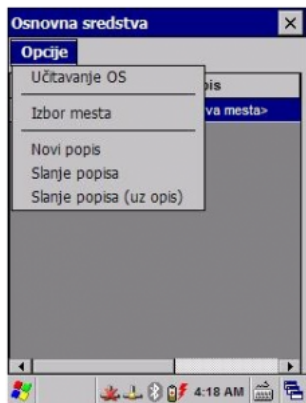 Osnovna sredstva
Opcije
Učitavanje OS
Izbor mesta
Novi popis
Slanje popisa
Slanje popisa (uz opis)
pis
va mesta>
4:18 AM